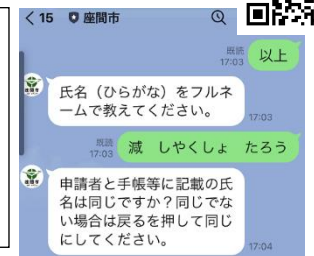 < 15 座間市
既読
17:03
以上
氏名（ひらがな）をフルネ
ームで教えてください。
17:03
既読
17:03
減 しやくしょ たろう
申請者と手帳等に記載の氏
名は同じですか？同じでな
い場合は戻るを押して同じ
にしてください。
17:04